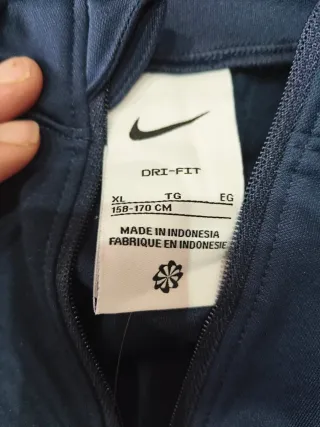 DRI-FIT
XL TG EG
158-170 CM
MADE IN INDONESIA
FABRIQUE EN INDONESIE